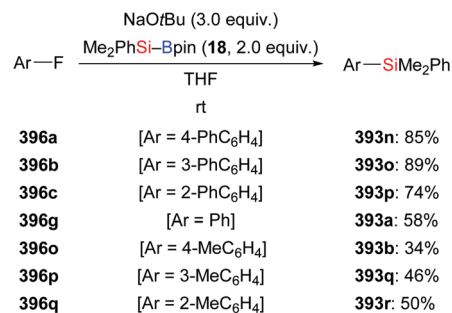 NaOtBu (3.0 equiv.)
Me2PhSi–Bpin (18, 2.0 equiv.)
Ar—F
Ar—SiMe2Ph
THF
rt
396a [Ar = 4-PhC6H4] 393n: 85%
396b [Ar = 3-PhC6H4] 393o: 89%
396c [Ar = 2-PhC6H4] 393p: 74%
396g [Ar = Ph] 393a: 58%
396o [Ar = 4-MeC6H4] 393b: 34%
396p [Ar = 3-MeC6H4] 393q: 46%
396q [Ar = 2-MeC6H4] 393r: 50%